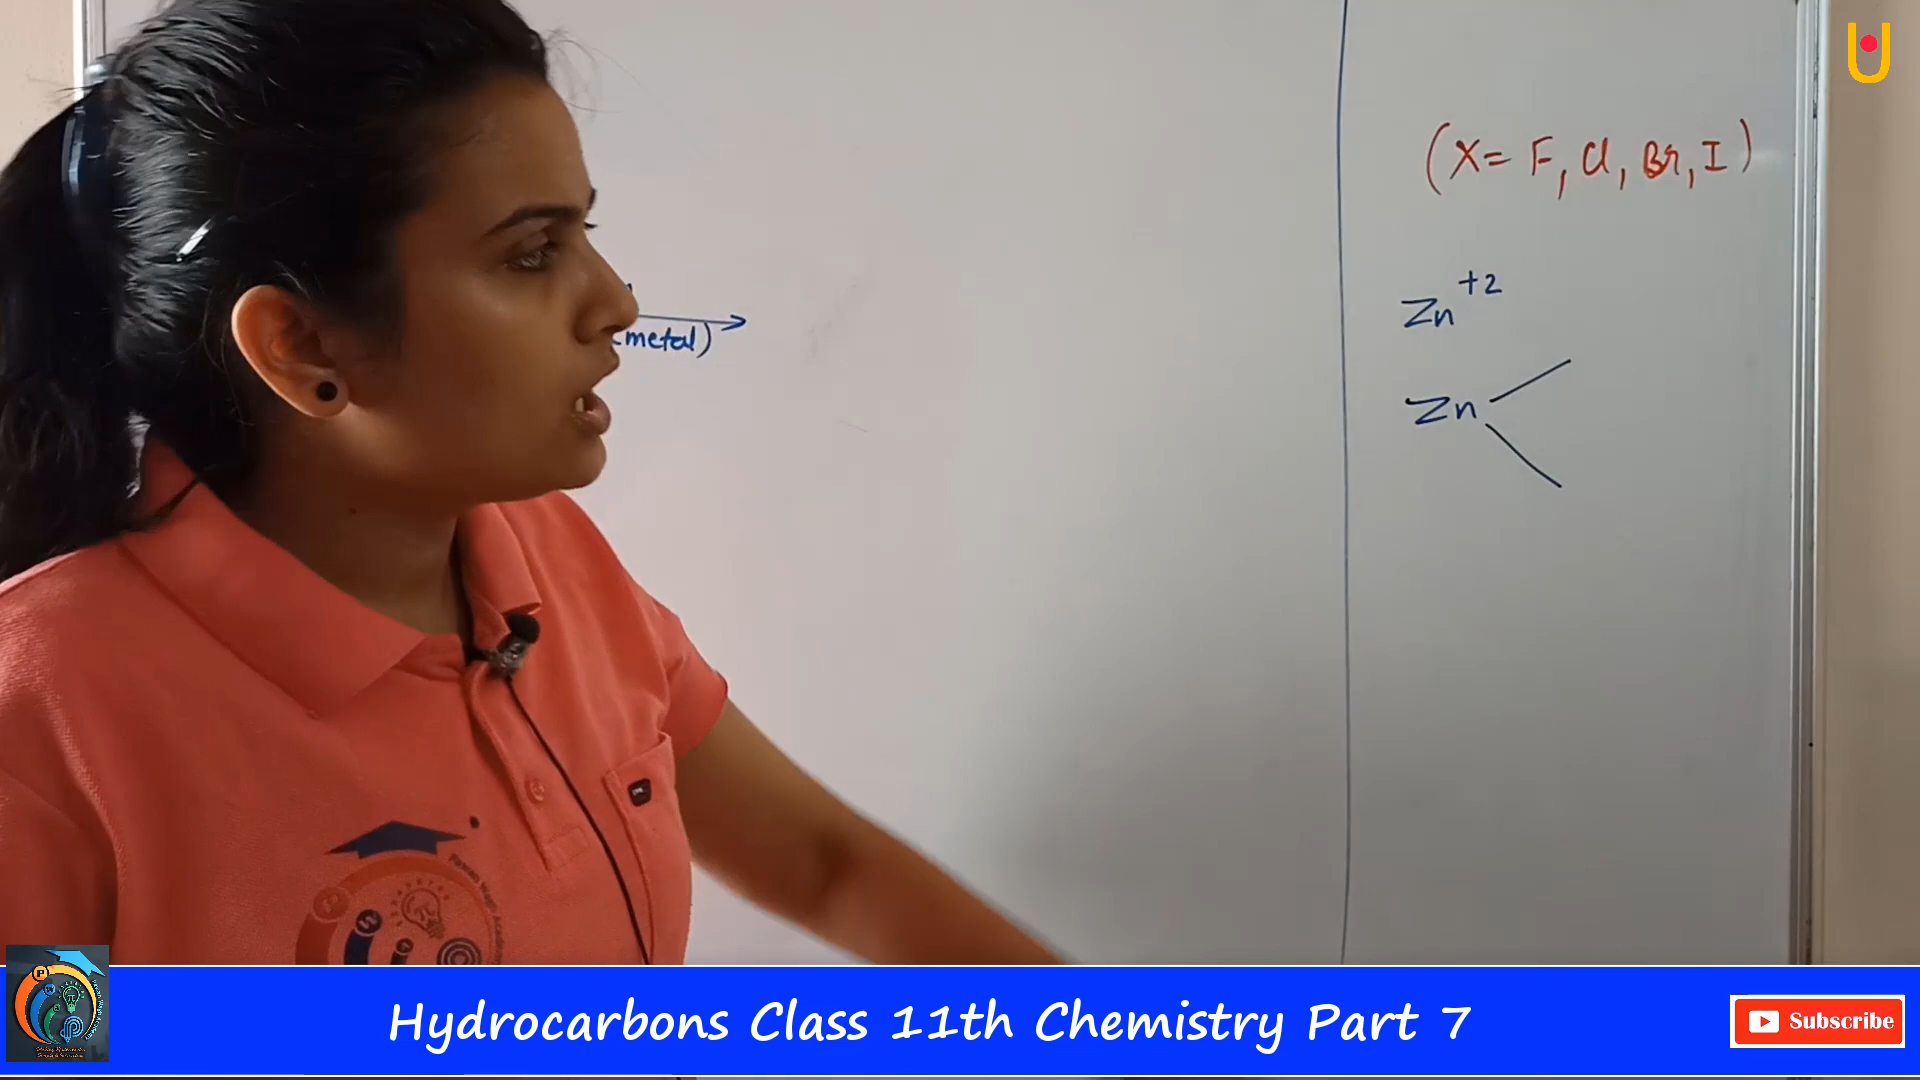 (X= F, Cl, Br, I)
Zn+2
metal)
Zn
Hydrocarbons Class 11th Chemistry Part 7
Subscribe